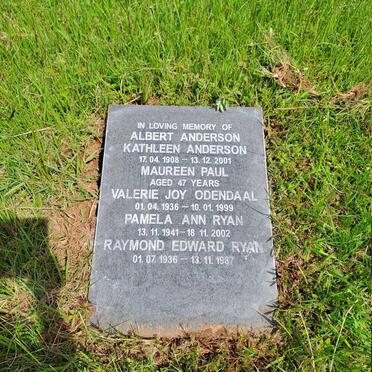 IN LOVING MEMORY OF
ALBERT ANDERSON
KATHLEEN ANDERSON
17. 04. 1908 – 13. 12. 2001
MAUREEN PAUL
AGED 47 YEARS
VALERIE JOY ODENDAAL
01. 04. 1936 – 10. 01. 1999
PAMELA ANN RYAN
13. 11. 1941 – 18. 11. 2002
RAYMOND EDWARD RYAN
01. 07. 1936 – 13. 11. 1987